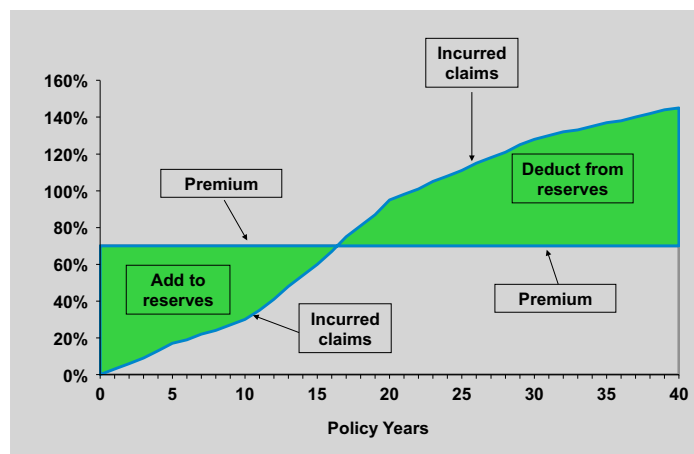 Incurred
claims
160%
140%
120%
100%
80%
60%
40%
20%
0%
Premium
Deduct from
reserves
Add to
reserves
Incurred
claims
Premium
0 5 10 15 20 25 30 35 40
Policy Years